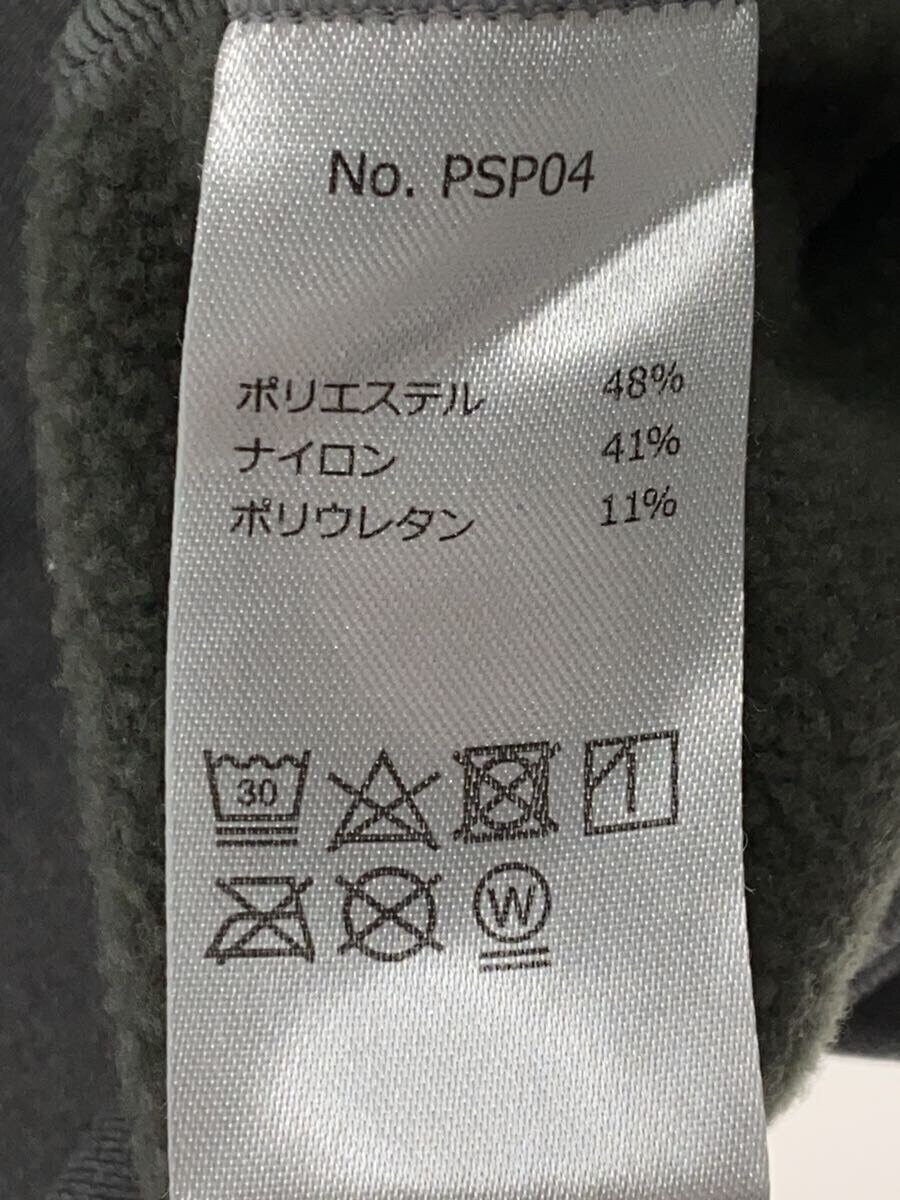 No. PSP04
ポリエステル 48%
ナイロン 41%
ポリウレタン 11%
30
W